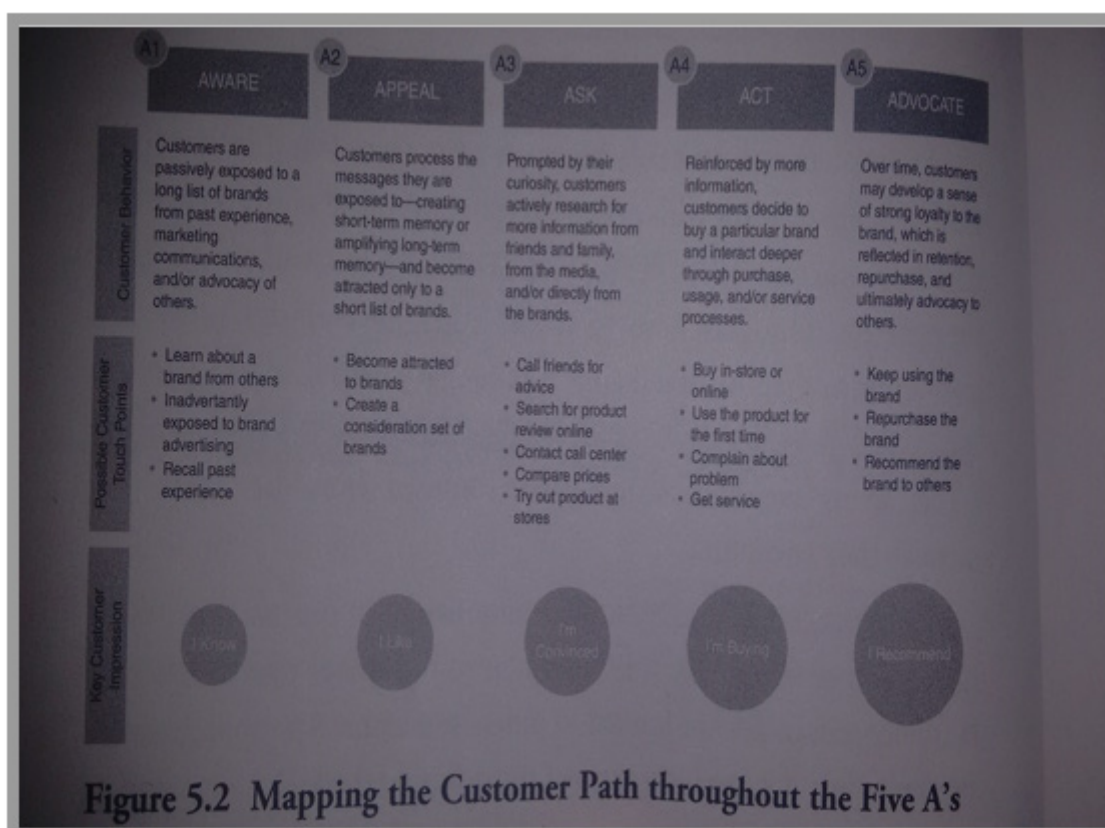 A1
AWARE
A2
APPEAL
A3
ASK
A4
ACT
A5
ADVOCATE
Customer Behavior
Customers are
passively exposed to a
long list of brands
from past experience,
marketing
communications,
and/or advocacy of
others.
Customers process the
messages they are
exposed to—creating
short-term memory or
amplifying long-term
memory—and become
attracted only to a
short list of brands.
Prompted by their
curiosity, customers
actively research for
more information from
friends and family,
from the media,
and/or directly from
the brands.
Reinforced by more
information,
customers decide to
buy a particular brand
and interact deeper
through purchase,
usage, and/or service
processes.
Over time, customers
may develop a sense
of strong loyalty to the
brand, which is
reflected in retention,
repurchase, and
ultimately advocacy to
others.
Possible Customer
Touch Points
• Learn about a
brand from others
• Inadvertantly
exposed to brand
advertising
• Recall past
experience
• Become attracted
to brands
• Create a
consideration set of
brands
• Call friends for
advice
• Search for product
review online
• Contact call center
• Compare prices
• Try out product at
stores
• Buy in-store or
online
• Use the product for
the first time
• Complain about
problem
• Get service
• Keep using the
brand
• Repurchase the
brand
• Recommend the
brand to others
Key Customer
Impression
I Know
I Like
I'm
Convinced
I'm Buying
I Recommend
Figure 5.2 Mapping the Customer Path throughout the Five A's